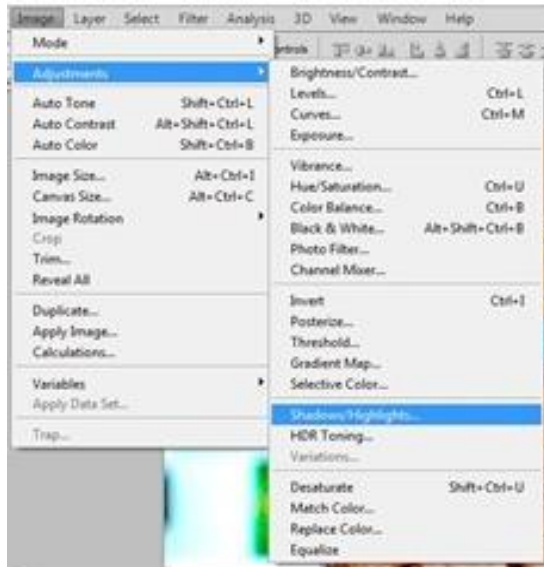 Image Layer Select Filter Analysis 3D View Window Help
Mode
Adjustments
Auto Tone Shift+Ctrl+L
Auto Contrast Alt+Shift+Ctrl+L
Auto Color Shift+Ctrl+B
Image Size... Alt+Ctrl+I
Canvas Size... Alt+Ctrl+C
Image Rotation
Crop
Trim...
Reveal All
Duplicate...
Apply Image...
Calculations...
Variables
Apply Data Set...
Trap...
Brightness/Contrast...
Levels... Ctrl+L
Curves... Ctrl+M
Exposure...
Vibrance...
Hue/Saturation... Ctrl+U
Color Balance... Ctrl+B
Black & White... Alt+Shift+Ctrl+B
Photo Filter...
Channel Mixer...
Invert Ctrl+I
Posterize...
Threshold...
Gradient Map...
Selective Color...
Shadows/Highlights...
HDR Toning...
Variations...
Desaturate Shift+Ctrl+U
Match Color...
Replace Color...
Equalize